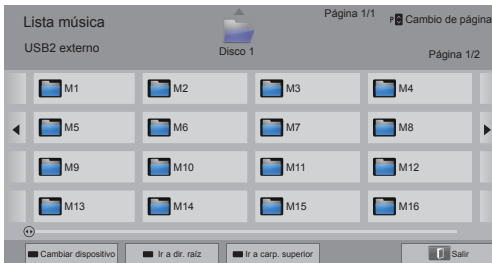 Lista música
Página 1/1
P Cambio de página
USB2 externo
Disco 1
Página 1/2
M1 M2 M3 M4
M5 M6 M7 M8
M9 M10 M11 M12
M13 M14 M15 M16
Cambiar dispositivo Ir a dir. raíz Ir a carp. superior Salir